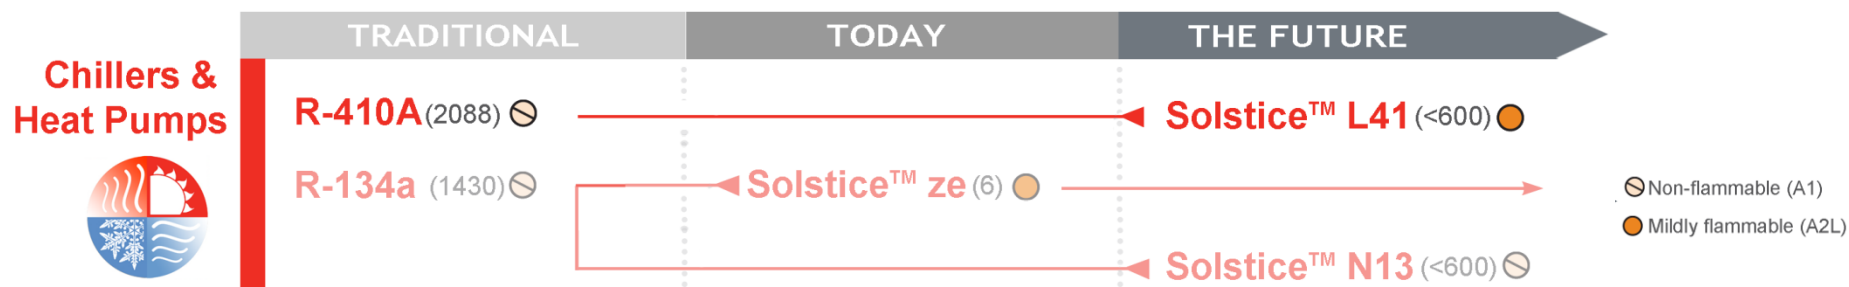 TRADITIONAL TODAY THE FUTURE
Chillers &
Heat Pumps
R-410A (2088) Solstice™ L41 (<600)
R-134a (1430) Solstice™ ze (6)
Solstice™ N13 (<600)
Non-flammable (A1)
Mildly flammable (A2L)